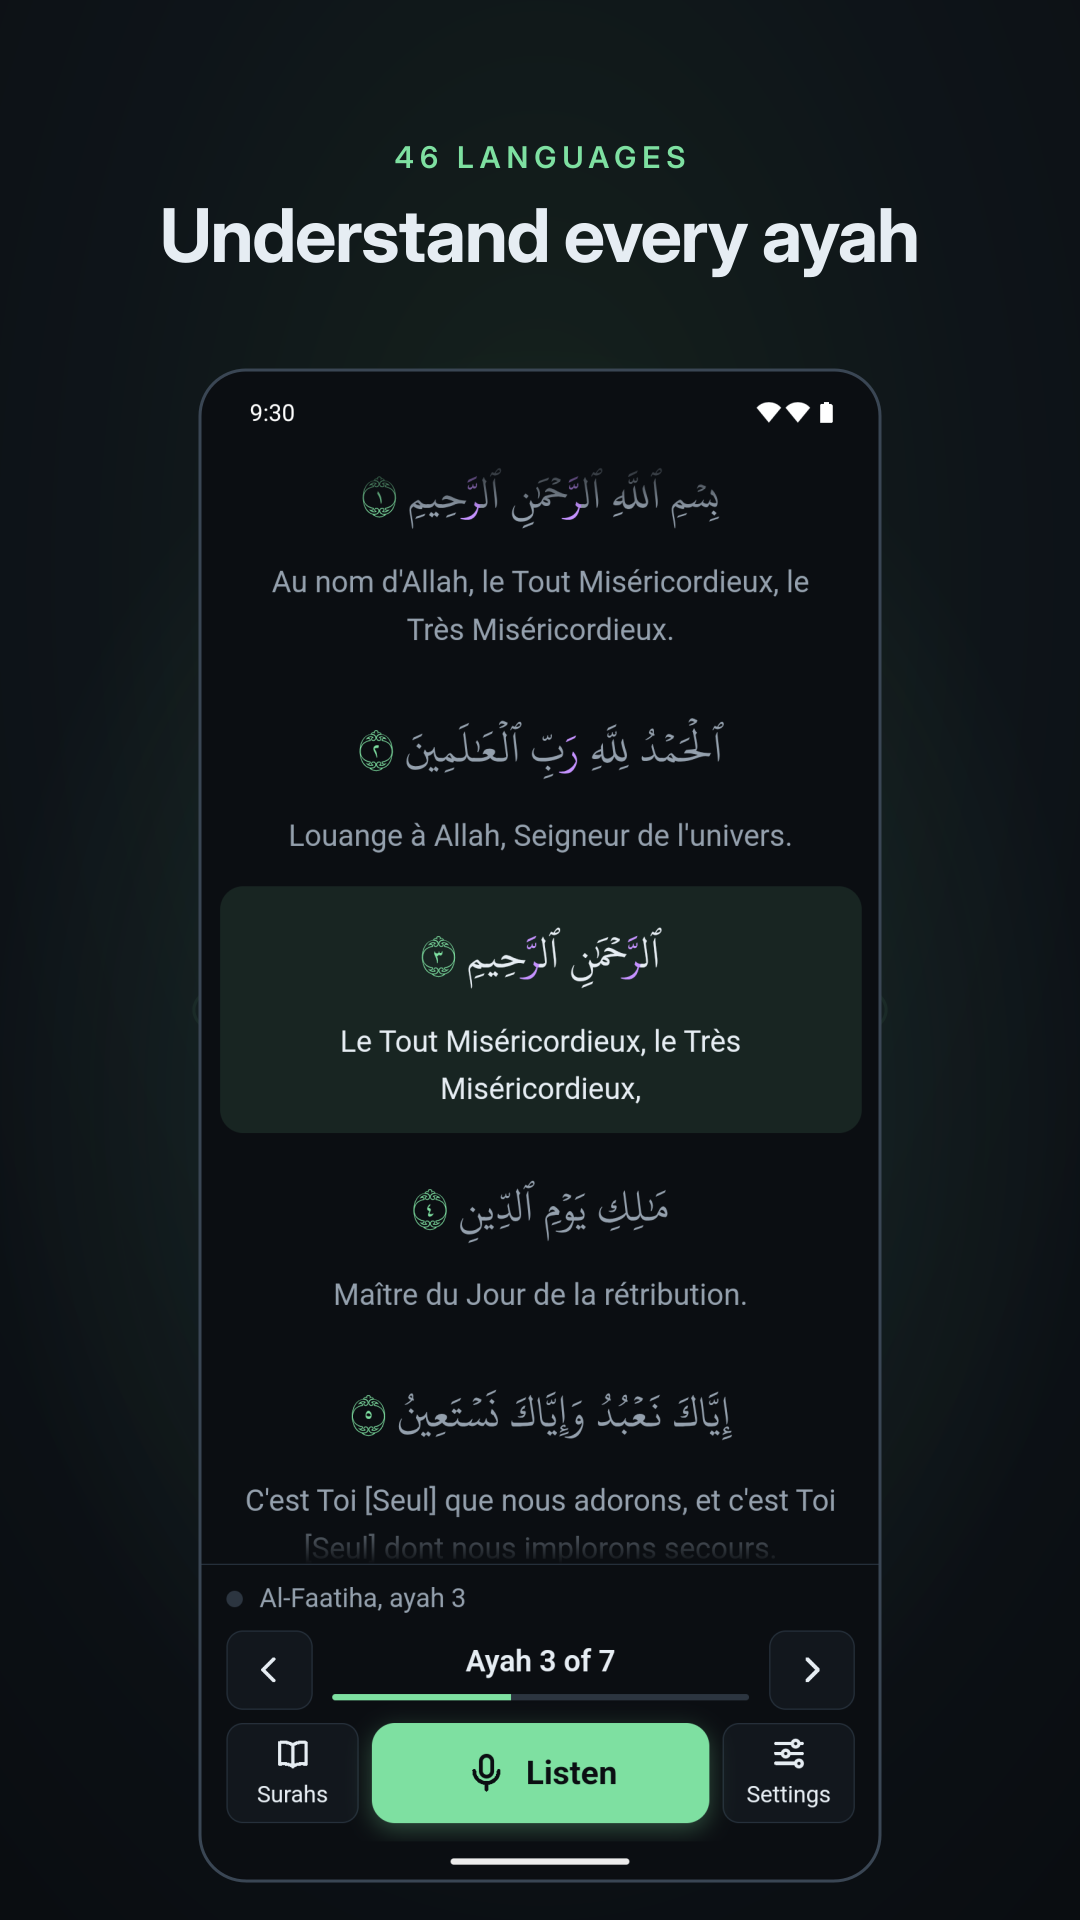 46 LANGUAGES
Understand every ayah
9:30
بِسْمِ ٱللَّهِ ٱلرَّحْمَٰنِ ٱلرَّحِيمِ ١
Au nom d'Allah, le Tout Miséricordieux, le
Très Miséricordieux.
ٱلْحَمْدُ لِلَّهِ رَبِّ ٱلْعَٰلَمِينَ ٢
Louange à Allah, Seigneur de l'univers.
ٱلرَّحْمَٰنِ ٱلرَّحِيمِ ٣
Le Tout Miséricordieux, le Très
Miséricordieux,
مَٰلِكِ يَوْمِ ٱلدِّينِ ٤
Maître du Jour de la rétribution.
إِيَّاكَ نَعْبُدُ وَإِيَّاكَ نَسْتَعِينُ ٥
C'est Toi [Seul] que nous adorons, et c'est Toi
[Seul] dont nous implorons secours.
Al-Faatiha, ayah 3
Ayah 3 of 7
Surahs
Listen
Settings